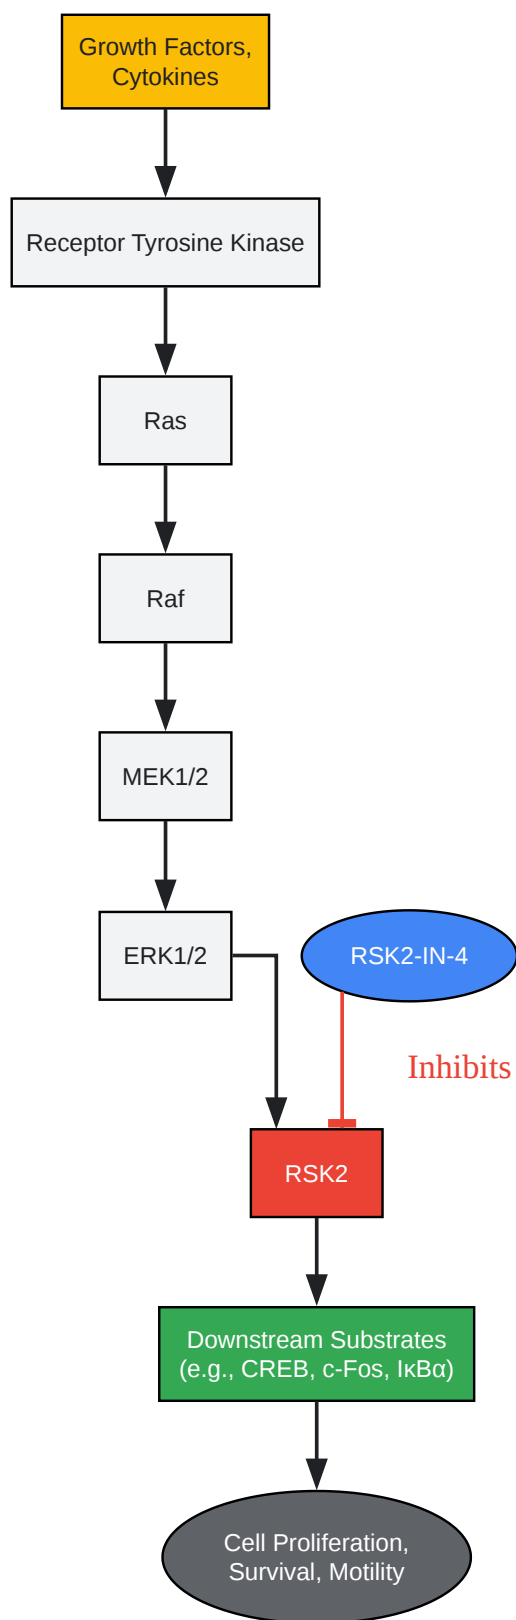 Growth Factors,
Cytokines
Receptor Tyrosine Kinase
Ras
Raf
MEK1/2
ERK1/2
RSK2-IN-4
Inhibits
RSK2
Downstream Substrates
(e.g., CREB, c-Fos, IκBα)
Cell Proliferation,
Survival, Motility